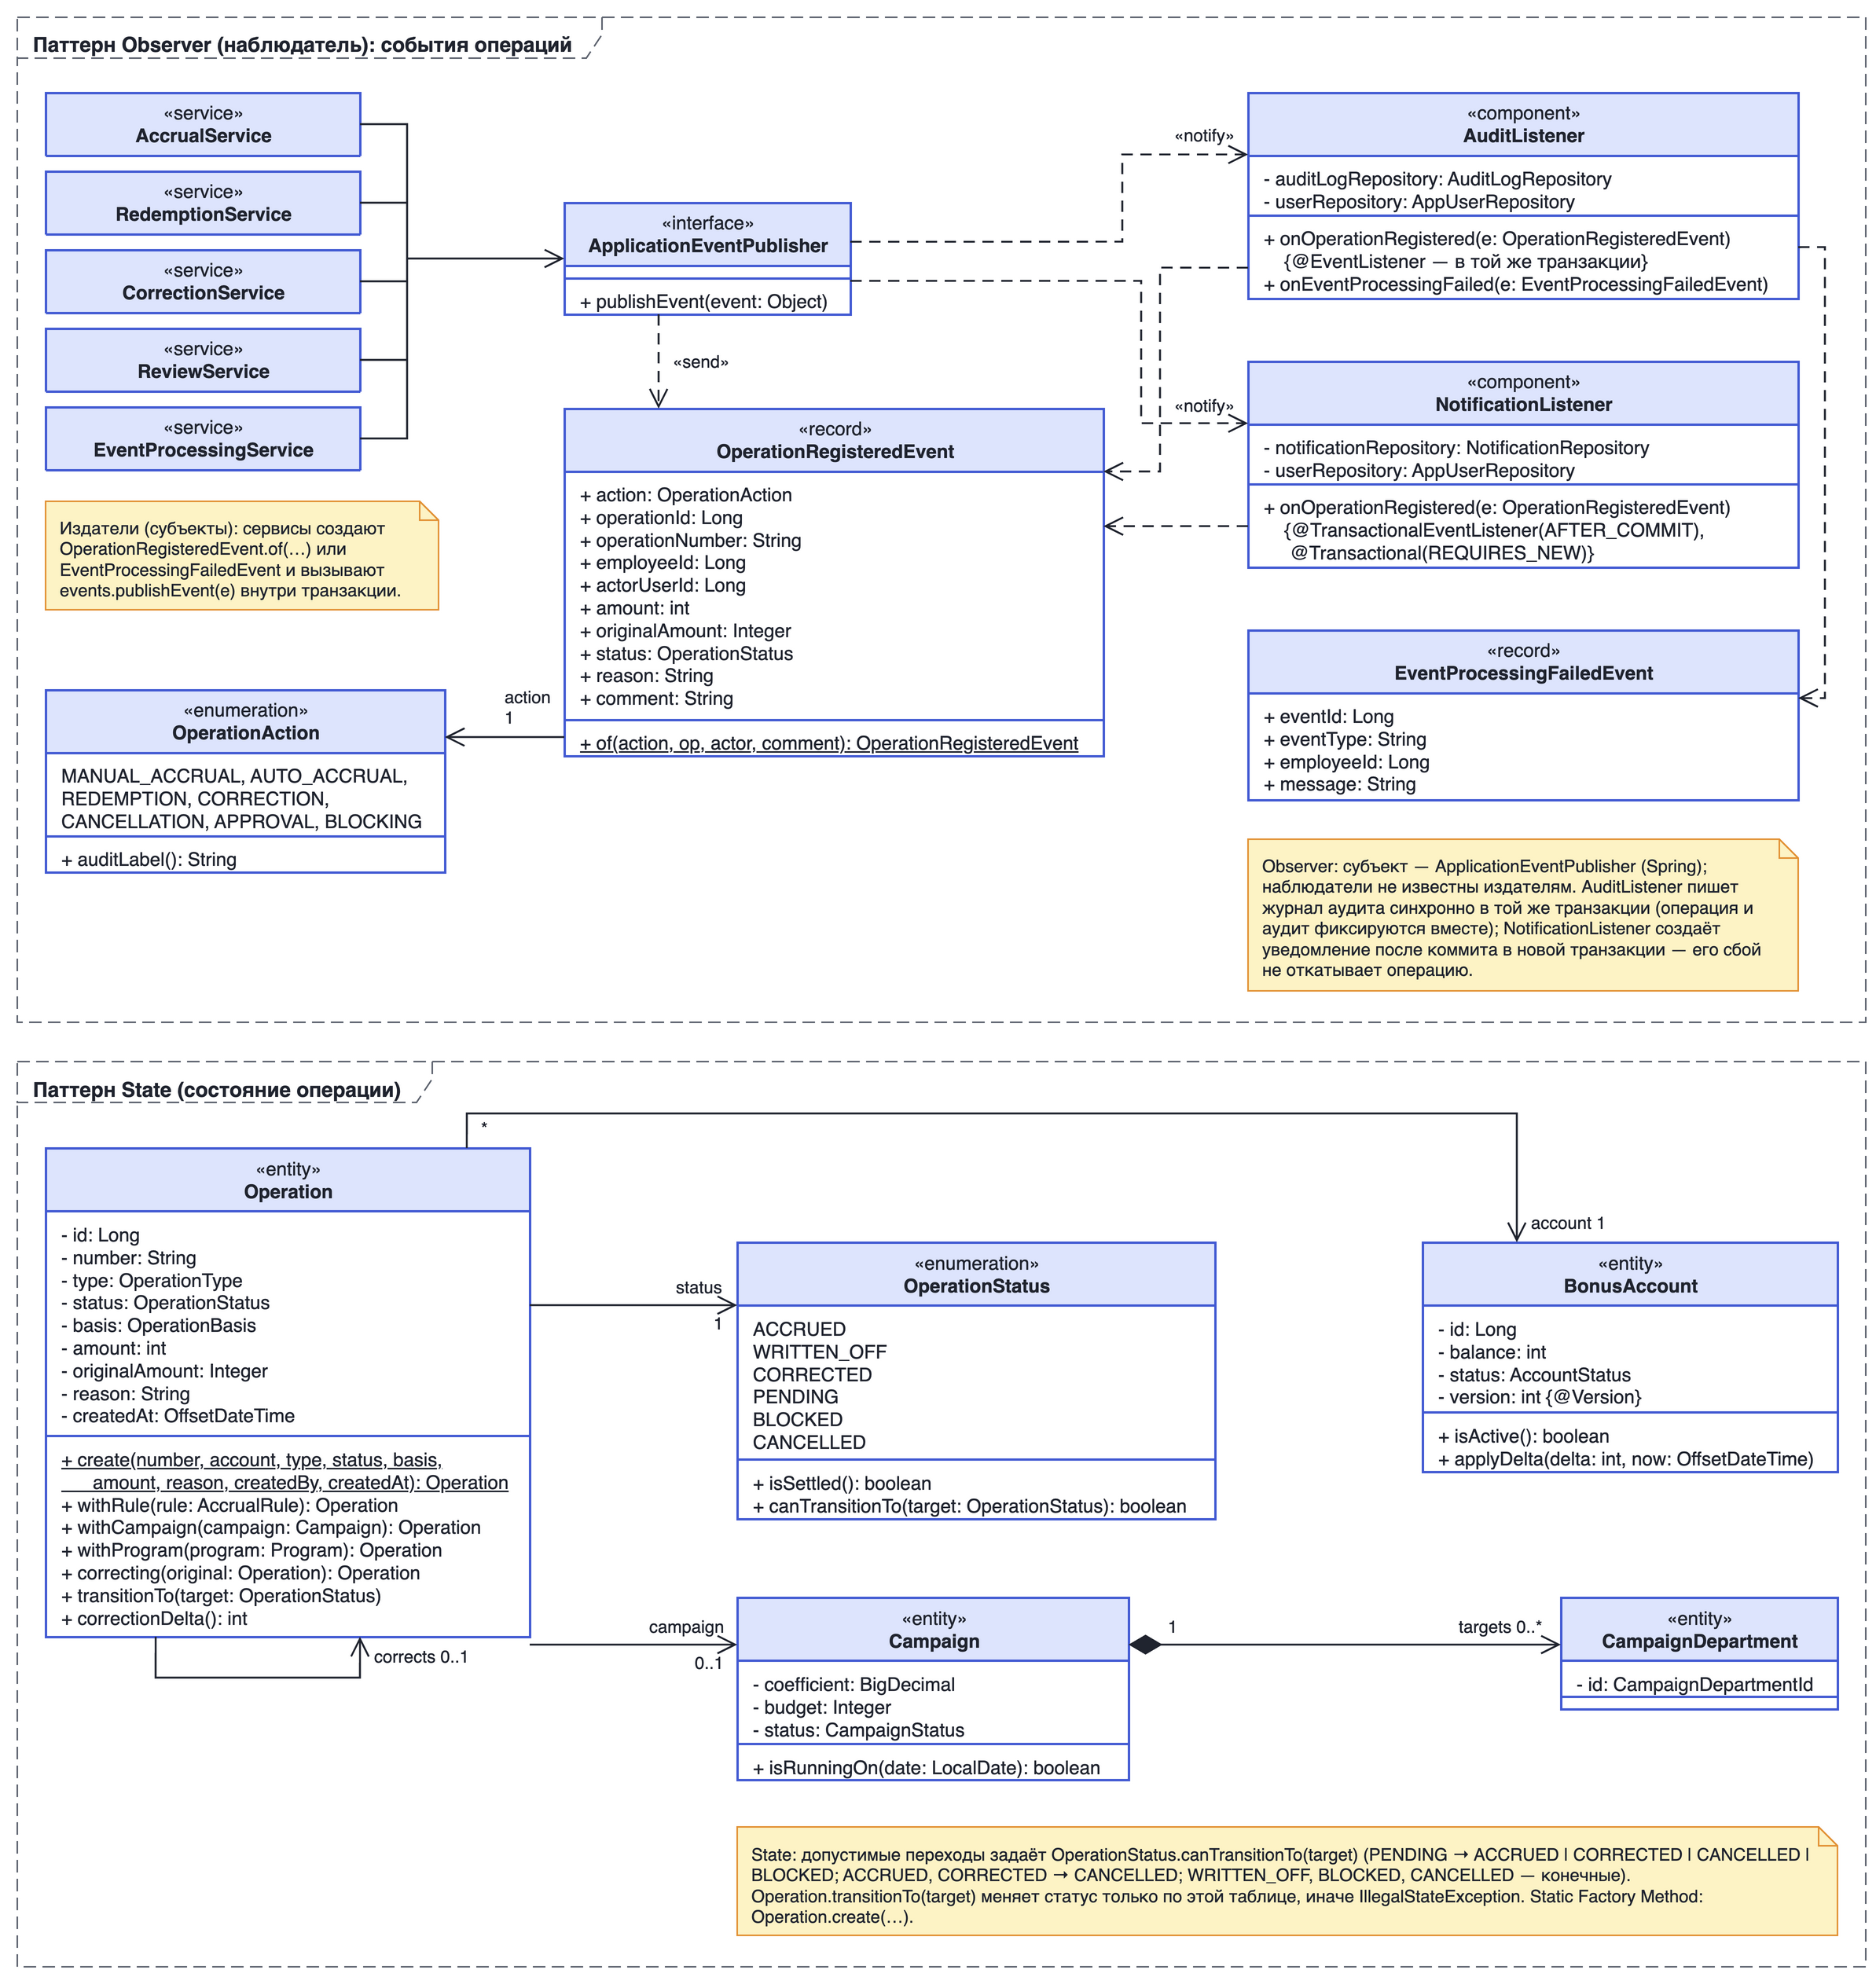 Паттерн Observer (наблюдатель): события операций
«service»
AccrualService
«service»
RedemptionService
«service»
CorrectionService
«service»
ReviewService
«service»
EventProcessingService
Издатели (субъекты): сервисы создают
OperationRegisteredEvent.of(…) или
EventProcessingFailedEvent и вызывают
events.publishEvent(e) внутри транзакции.
«interface»
ApplicationEventPublisher
+ publishEvent(event: Object)
«send»
«notify»
«notify»
«record»
OperationRegisteredEvent
+ action: OperationAction
+ operationId: Long
+ operationNumber: String
+ employeeId: Long
+ actorUserId: Long
+ amount: int
+ originalAmount: Integer
+ status: OperationStatus
+ reason: String
+ comment: String
+ of(action, op, actor, comment): OperationRegisteredEvent
action
1
«enumeration»
OperationAction
MANUAL_ACCRUAL, AUTO_ACCRUAL,
REDEMPTION, CORRECTION,
CANCELLATION, APPROVAL, BLOCKING
+ auditLabel(): String
«component»
AuditListener
- auditLogRepository: AuditLogRepository
- userRepository: AppUserRepository
+ onOperationRegistered(e: OperationRegisteredEvent)
{@EventListener — в той же транзакции}
+ onEventProcessingFailed(e: EventProcessingFailedEvent)
«component»
NotificationListener
- notificationRepository: NotificationRepository
- userRepository: AppUserRepository
+ onOperationRegistered(e: OperationRegisteredEvent)
{@TransactionalEventListener(AFTER_COMMIT),
@Transactional(REQUIRES_NEW)}
«record»
EventProcessingFailedEvent
+ eventId: Long
+ eventType: String
+ employeeId: Long
+ message: String
Observer: субъект — ApplicationEventPublisher (Spring);
наблюдатели не известны издателям. AuditListener пишет
журнал аудита синхронно в той же транзакции (операция и
аудит фиксируются вместе); NotificationListener создаёт
уведомление после коммита в новой транзакции — его сбой
не откатывает операцию.
Паттерн State (состояние операции)
*
«entity»
Operation
- id: Long
- number: String
- type: OperationType
- status: OperationStatus
- basis: OperationBasis
- amount: int
- originalAmount: Integer
- reason: String
- createdAt: OffsetDateTime
+ create(number, account, type, status, basis,
amount, reason, createdBy, createdAt): Operation
+ withRule(rule: AccrualRule): Operation
+ withCampaign(campaign: Campaign): Operation
+ withProgram(program: Program): Operation
+ correcting(original: Operation): Operation
+ transitionTo(target: OperationStatus)
+ correctionDelta(): int
corrects 0..1
status
1
«enumeration»
OperationStatus
ACCRUED
WRITTEN_OFF
CORRECTED
PENDING
BLOCKED
CANCELLED
+ isSettled(): boolean
+ canTransitionTo(target: OperationStatus): boolean
account 1
«entity»
BonusAccount
- id: Long
- balance: int
- status: AccountStatus
- version: int {@Version}
+ isActive(): boolean
+ applyDelta(delta: int, now: OffsetDateTime)
campaign
0..1
«entity»
Campaign
- coefficient: BigDecimal
- budget: Integer
- status: CampaignStatus
+ isRunningOn(date: LocalDate): boolean
1
targets 0..*
«entity»
CampaignDepartment
- id: CampaignDepartmentId
State: допустимые переходы задаёт OperationStatus.canTransitionTo(target) (PENDING → ACCRUED | CORRECTED | CANCELLED |
BLOCKED; ACCRUED, CORRECTED → CANCELLED; WRITTEN_OFF, BLOCKED, CANCELLED — конечные).
Operation.transitionTo(target) меняет статус только по этой таблице, иначе IllegalStateException. Static Factory Method:
Operation.create(…).